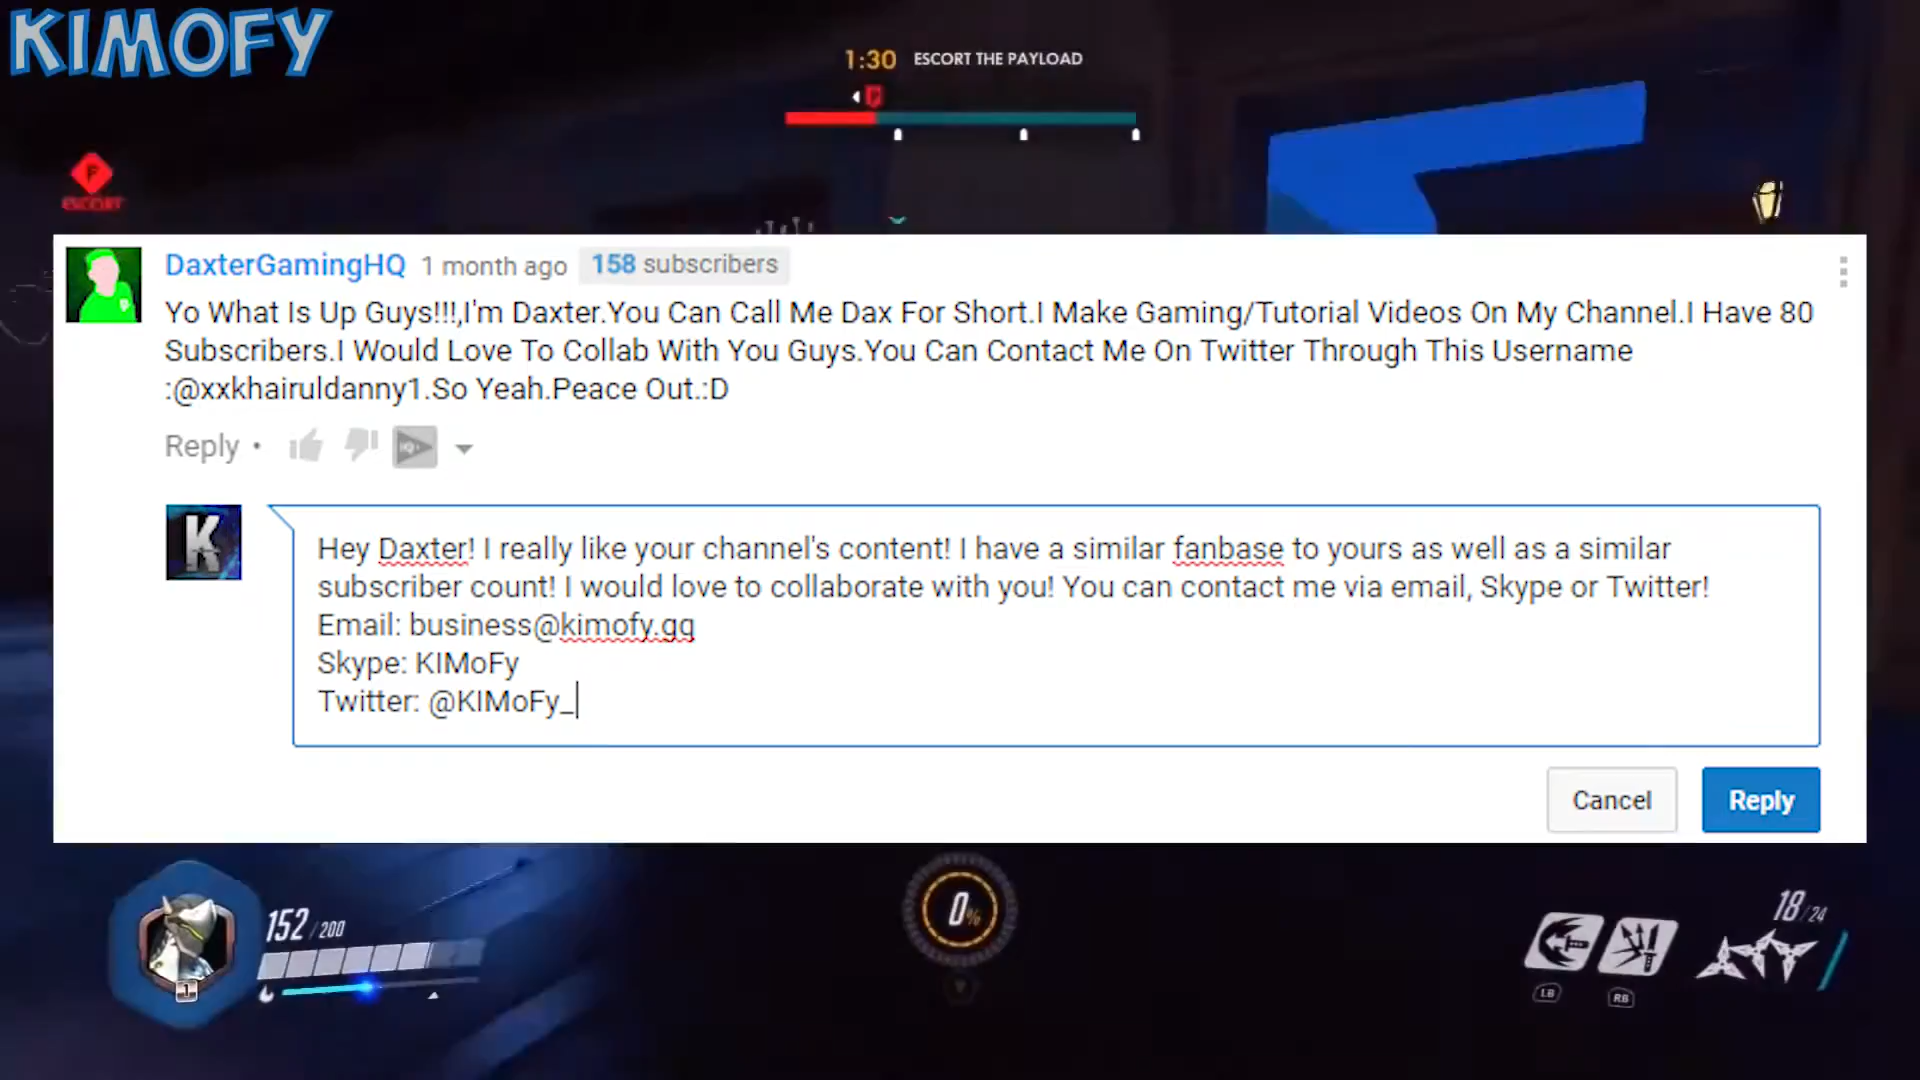 KIMOFY
1:30 ESCORT THE PAYLOAD
ESCORT
DaxterGamingHQ 1 month ago 158 subscribers
Yo What Is Up Guys!!!,I'm Daxter.You Can Call Me Dax For Short.I Make Gaming/Tutorial Videos On My Channel.I Have 80
Subscribers.I Would Love To Collab With You Guys.You Can Contact Me On Twitter Through This Username
:@xxkhairuldanny1.So Yeah.Peace Out.:D
Reply •
K
Hey Daxter! I really like your channel's content! I have a similar fanbase to yours as well as a similar
subscriber count! I would love to collaborate with you! You can contact me via email, Skype or Twitter!
Email: business@kimofy.gg
Skype: KIMoFy
Twitter: @KIMoFy_
Cancel Reply
152/200
1
0%
18/24
LB RB